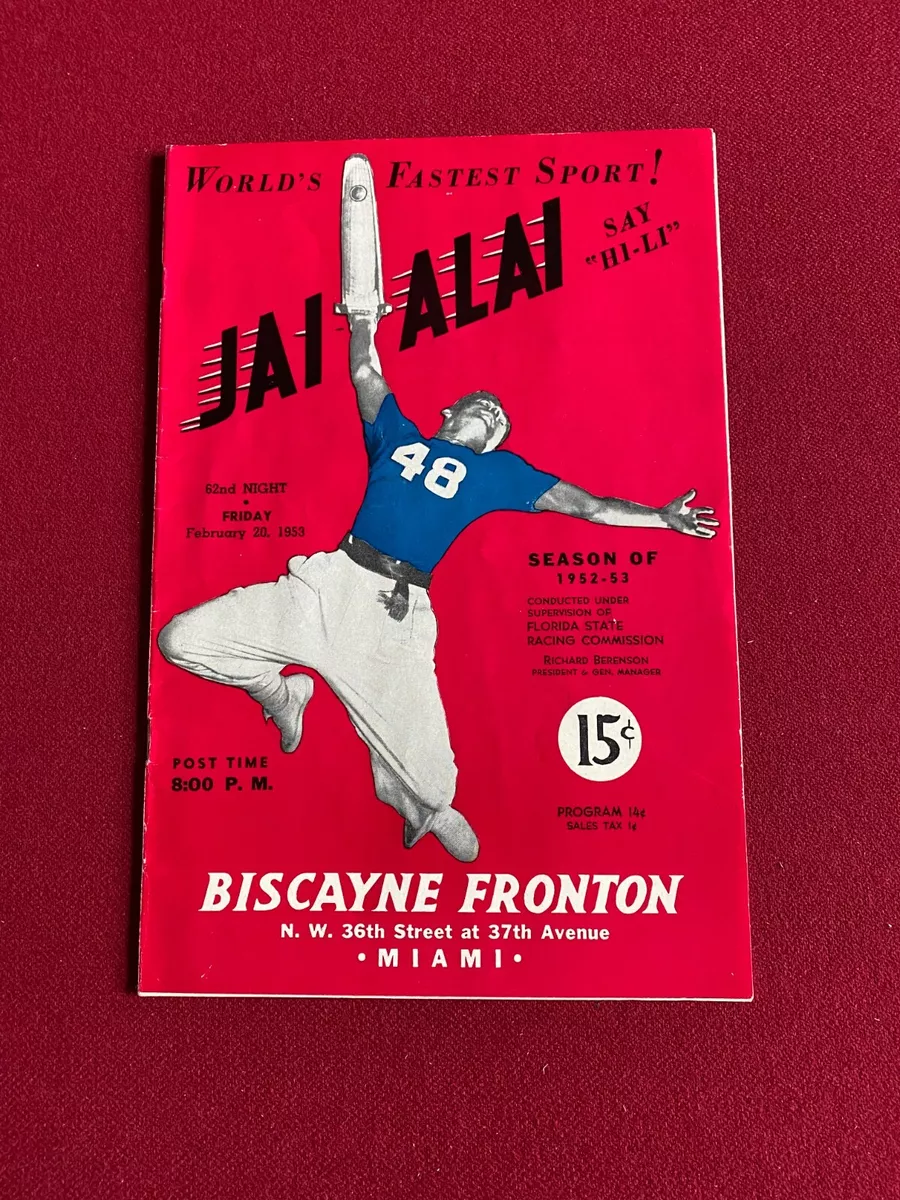 WORLD'S FASTEST SPORT!
JAI ALAI
SAY
"HI-LI"
48
62nd NIGHT
•
FRIDAY
February 20, 1953
SEASON OF
1952-53
CONDUCTED UNDER
SUPERVISION OF
FLORIDA STATE
RACING COMMISSION
RICHARD BERENSON
PRESIDENT & GEN. MANAGER
15¢
POST TIME
8:00 P. M.
PROGRAM 14¢
SALES TAX 1¢
BISCAYNE FRONTON
N. W. 36th Street at 37th Avenue
• MIAMI •